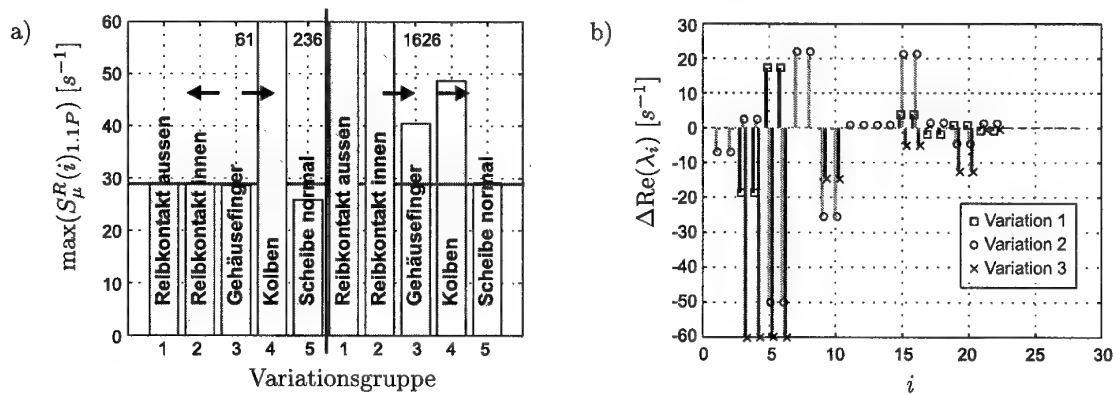 a)
max(S_μ^R(i)_{1.1P}) [s^{-1}]
60
50
40
30
20
10
0
61
236
1626
Reibkontakt aussen
Reibkontakt innen
Gehäusefinger
Kolben
Scheibe normal
Reibkontakt aussen
Reibkontakt innen
Gehäusefinger
Kolben
Scheibe normal
1 2 3 4 5 1 2 3 4 5
Variationsgruppe
b)
ΔRe(λ_i) [s^{-1}]
30
20
10
0
-10
-20
-30
-40
-50
-60
Variation 1
Variation 2
Variation 3
0 5 10 15 20 25 30
i